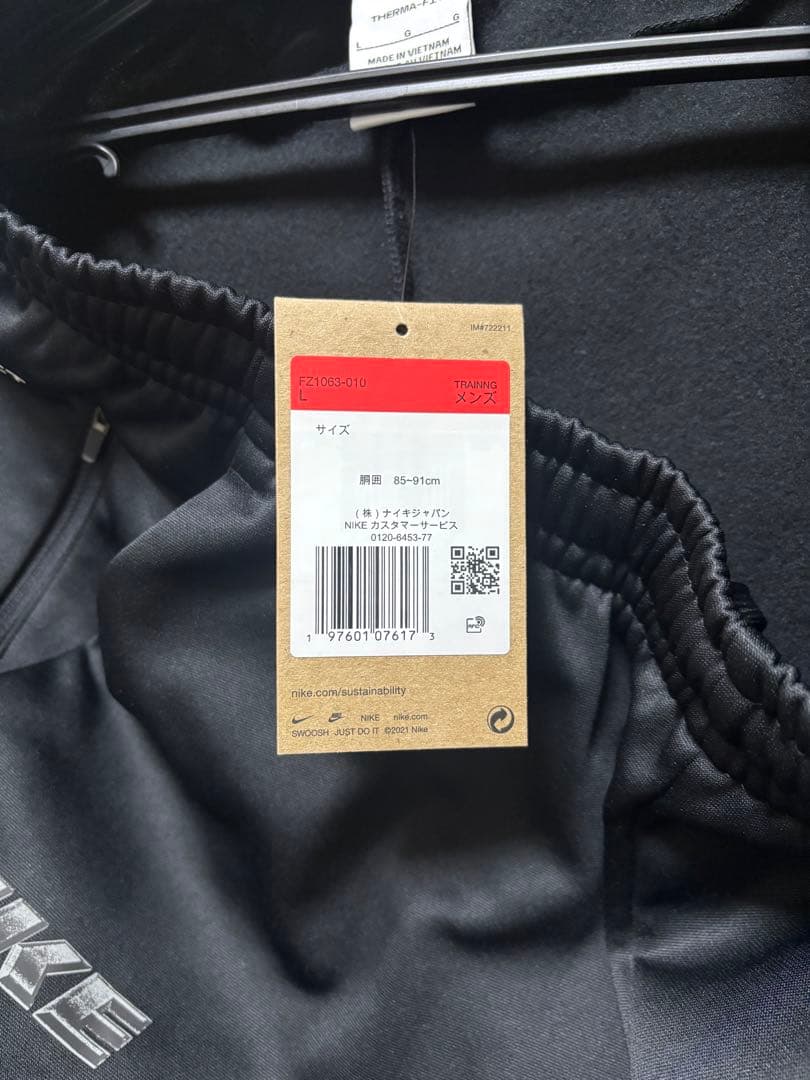 THERMA-FIT
L G G
MADE IN VIETNAM
IM#722211
FZ1063-010
L
TRAINNG
メンズ
サイズ
胴囲 85~91cm
(株)ナイキジャパン
NIKE カスタマーサービス
0120-6453-77
1 97601 07617 3
nike.com/sustainability
NIKE nike.com
SWOOSH JUST DO IT ©2021 Nike